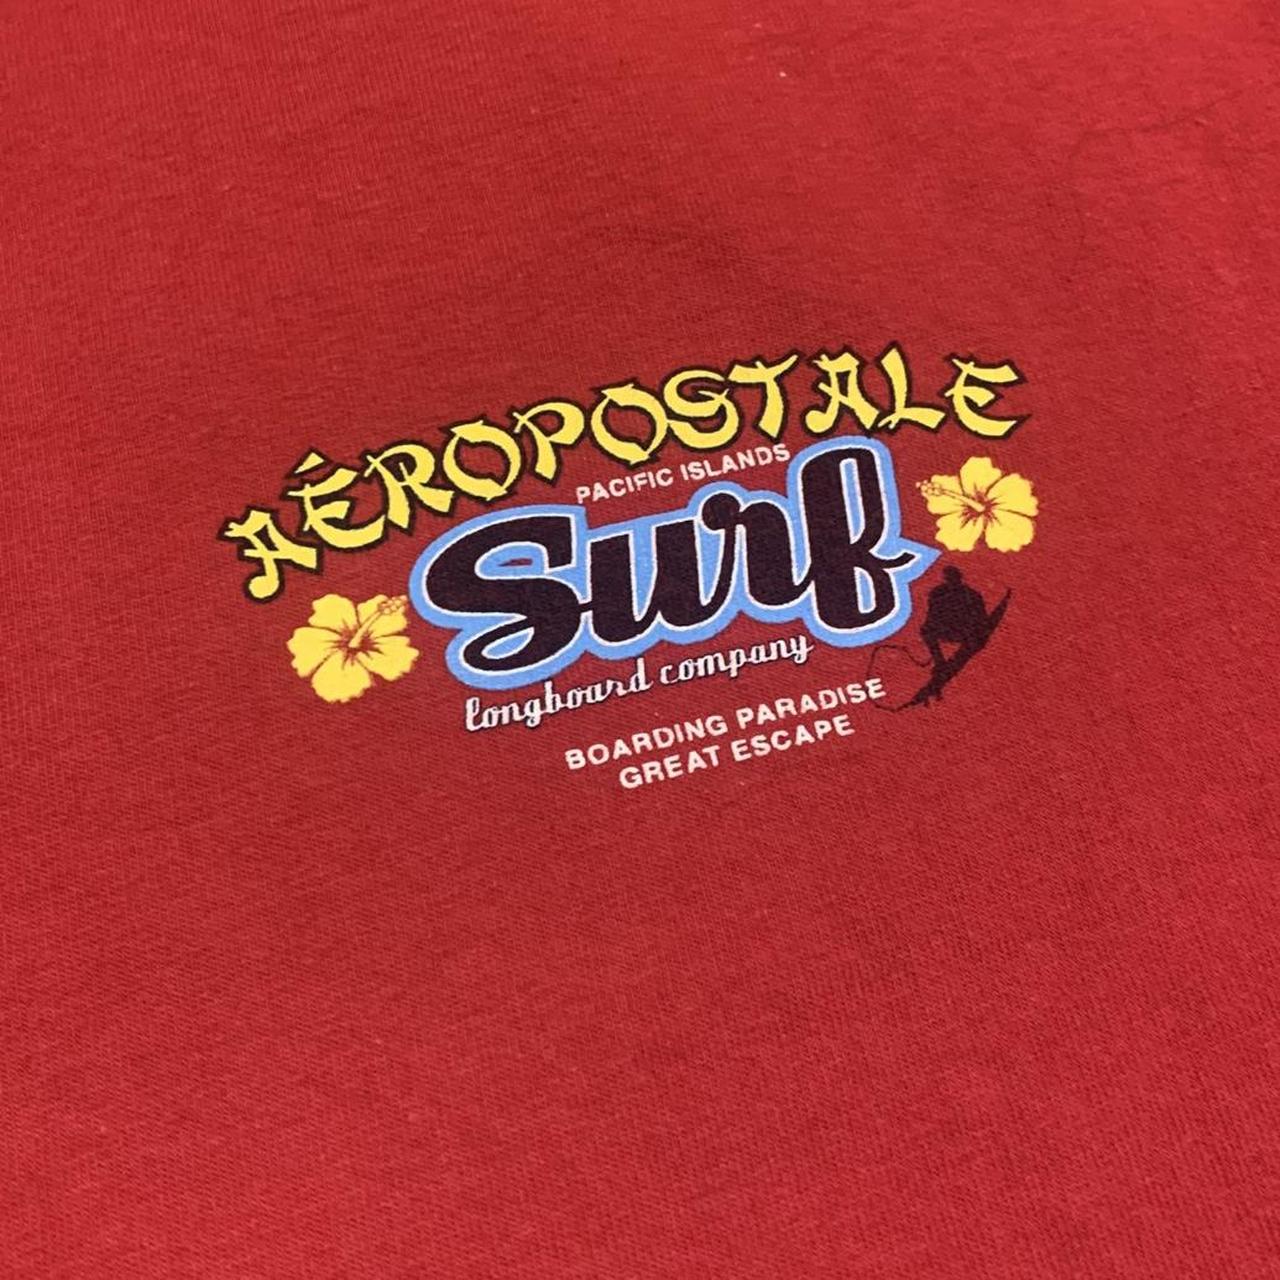 AÉROPOSTALE
PACIFIC ISLANDS
Surf
longboard company
BOARDING PARADISE
GREAT ESCAPE